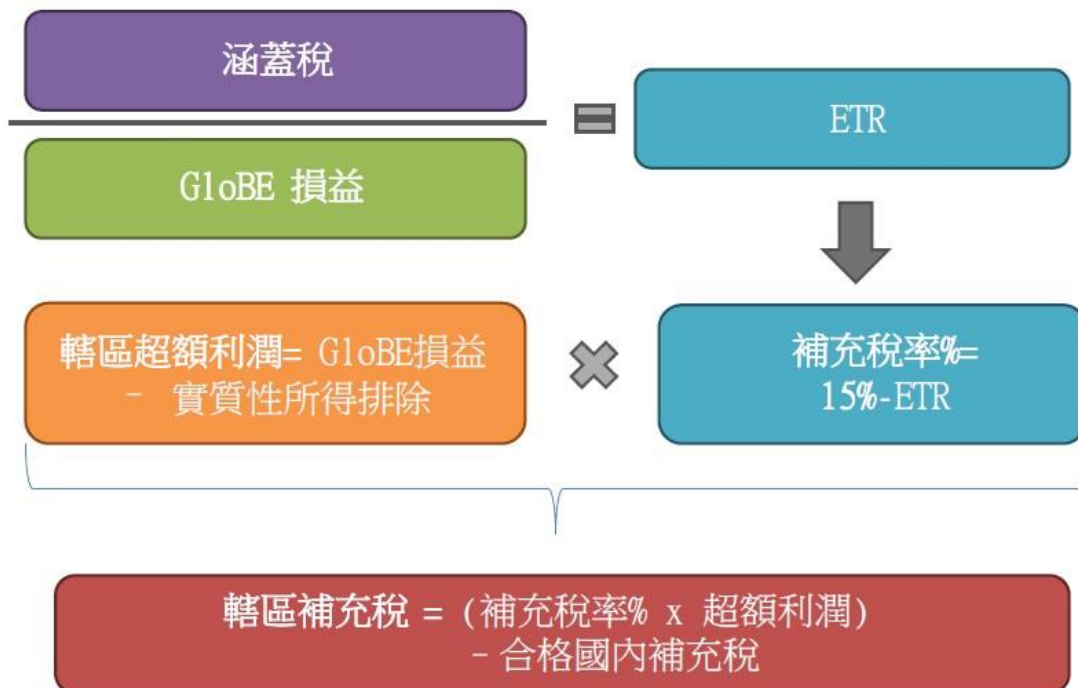 涵蓋稅
=
ETR
GloBE 損益
轄區超額利潤= GloBE損益
- 實質性所得排除
×
補充稅率%=
15%-ETR
轄區補充稅 = (補充稅率% x 超額利潤)
- 合格國內補充稅